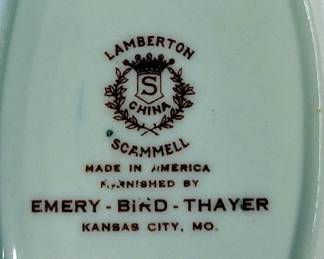 LAMBERTON
S
CHINA
SCAMMELL
MADE IN AMERICA
FURNISHED BY
EMERY - BIRD - THAYER
KANSAS CITY, MO.